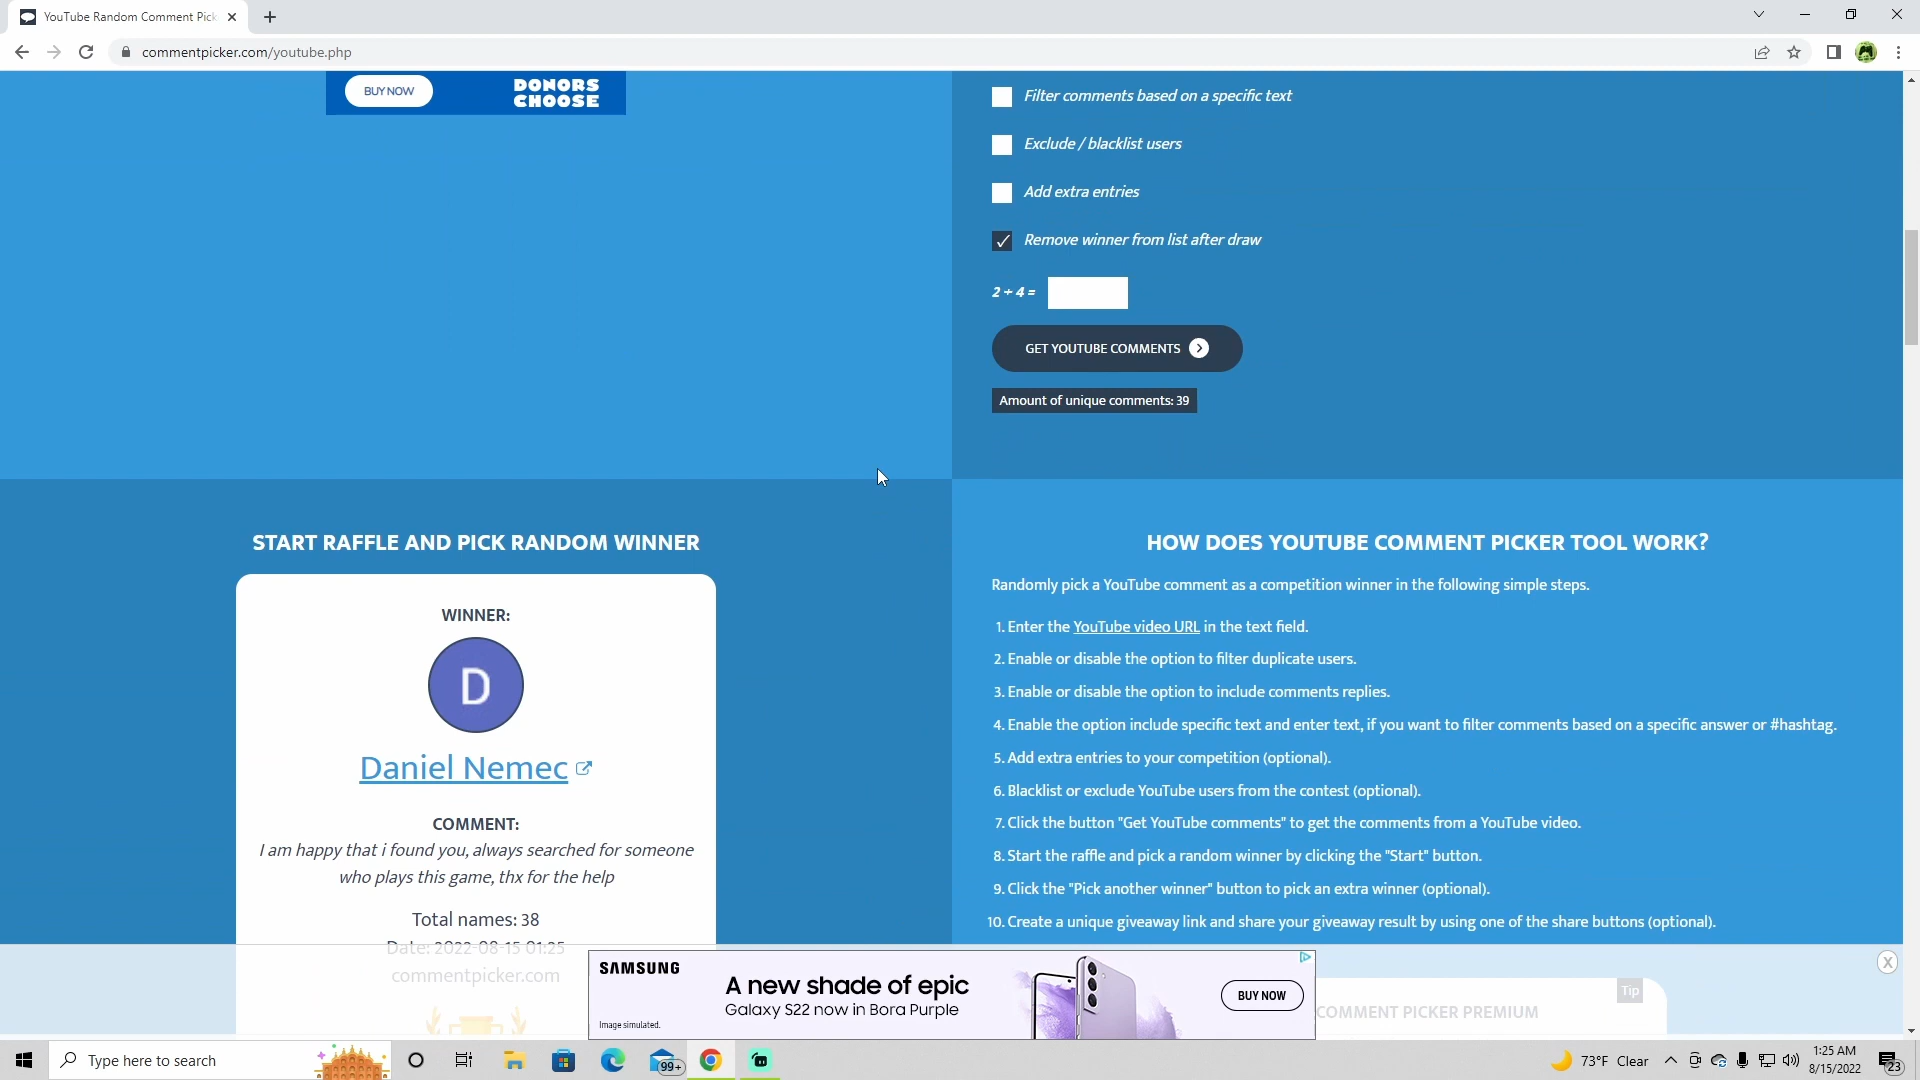 YouTube Random Comment Pick
commentpicker.com/youtube.php
BUY NOW
DONORS
CHOOSE
Filter comments based on a specific text
Exclude / blacklist users
Add extra entries
Remove winner from list after draw
2 + 4 =
GET YOUTUBE COMMENTS
Amount of unique comments: 39
START RAFFLE AND PICK RANDOM WINNER
WINNER:
D
Daniel Nemec
COMMENT:
I am happy that i found you, always searched for someone
who plays this game, thx for the help
Total names: 38
Date: 2022-08-15 01:25
commentpicker.com
HOW DOES YOUTUBE COMMENT PICKER TOOL WORK?
Randomly pick a YouTube comment as a competition winner in the following simple steps.
1. Enter the YouTube video URL in the text field.
2. Enable or disable the option to filter duplicate users.
3. Enable or disable the option to include comments replies.
4. Enable the option include specific text and enter text, if you want to filter comments based on a specific answer or #hashtag.
5. Add extra entries to your competition (optional).
6. Blacklist or exclude YouTube users from the contest (optional).
7. Click the button "Get YouTube comments" to get the comments from a YouTube video.
8. Start the raffle and pick a random winner by clicking the "Start" button.
9. Click the "Pick another winner" button to pick an extra winner (optional).
10. Create a unique giveaway link and share your giveaway result by using one of the share buttons (optional).
Tip
COMMENT PICKER PREMIUM
X
SAMSUNG
A new shade of epic
Galaxy S22 now in Bora Purple
Image simulated.
BUY NOW
Type here to search
99+
73°F Clear
1:25 AM
8/15/2022
23